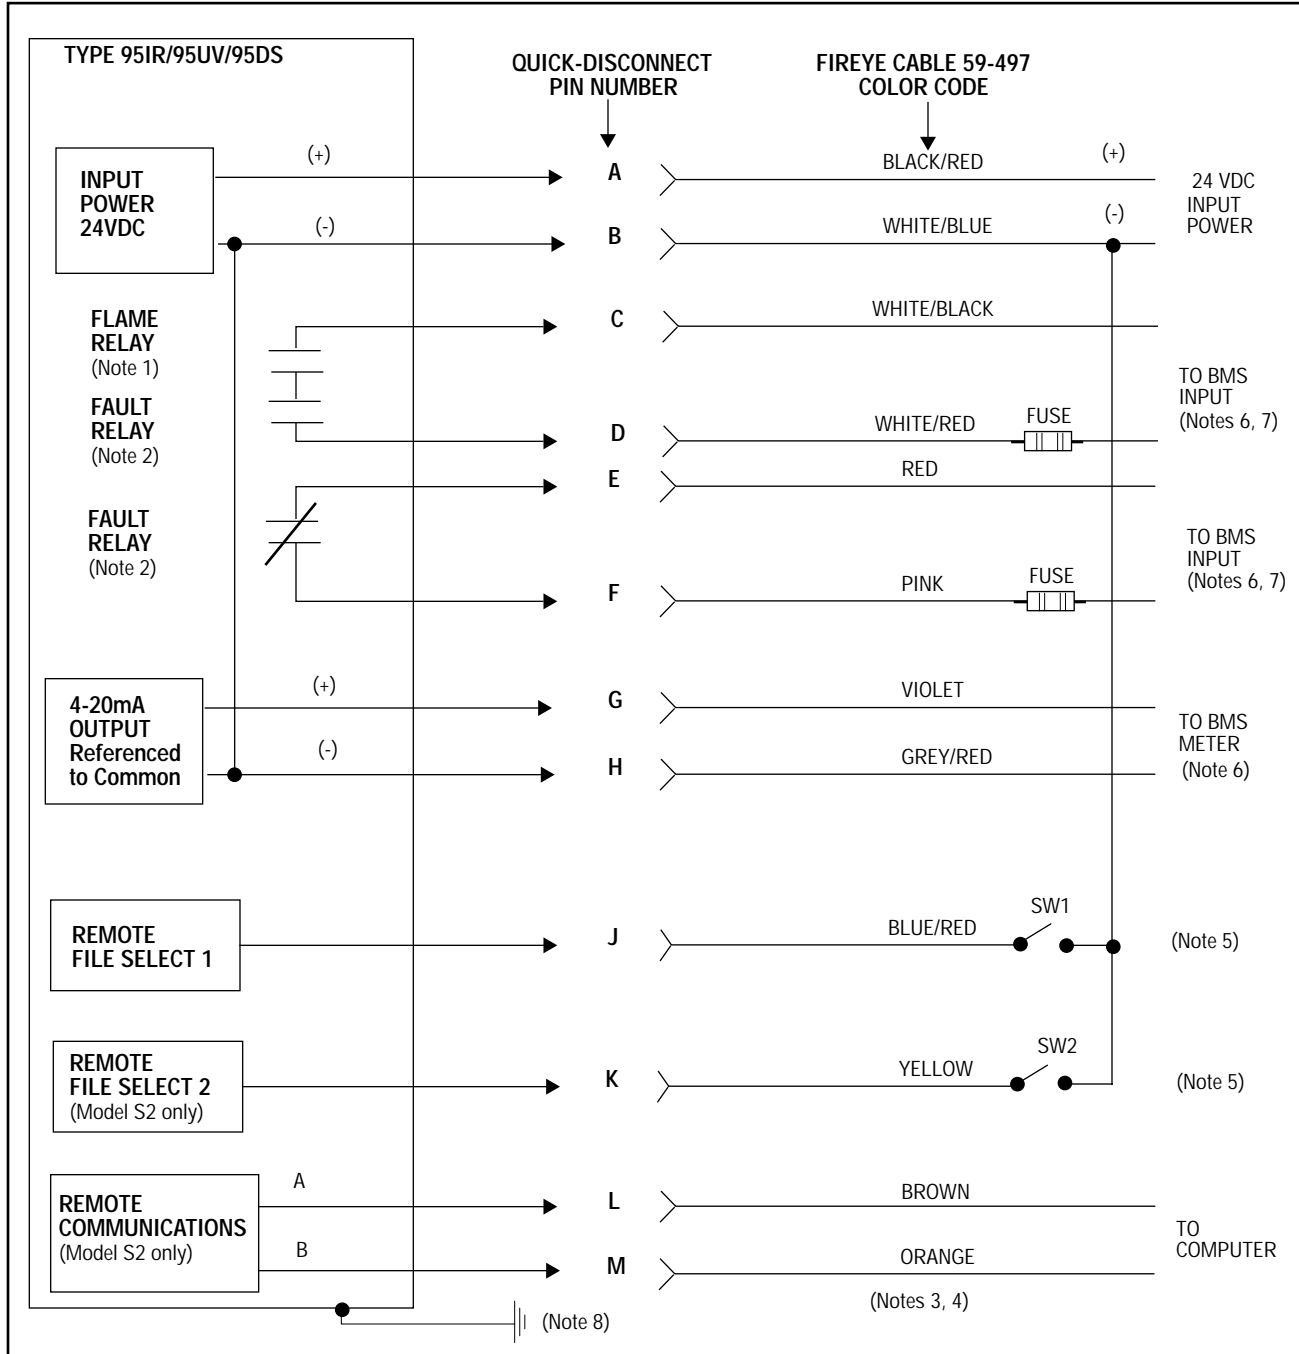 TYPE 95IR/95UV/95DS
QUICK-DISCONNECT
PIN NUMBER
FIREYE CABLE 59-497
COLOR CODE
INPUT
POWER
24VDC
(+)
A
BLACK/RED
(+)
24 VDC
INPUT
POWER
(-)
B
WHITE/BLUE
(-)
FLAME
RELAY
(Note 1)
C
WHITE/BLACK
FAULT
RELAY
(Note 2)
D
WHITE/RED
FUSE
TO BMS
INPUT
(Notes 6, 7)
E
RED
FAULT
RELAY
(Note 2)
F
PINK
FUSE
TO BMS
INPUT
(Notes 6, 7)
4-20mA
OUTPUT
Referenced
to Common
(+)
G
VIOLET
(-)
H
GREY/RED
TO BMS
METER
(Note 6)
REMOTE
FILE SELECT 1
J
BLUE/RED
SW1
(Note 5)
REMOTE
FILE SELECT 2
(Model S2 only)
K
YELLOW
SW2
(Note 5)
REMOTE
COMMUNICATIONS
(Model S2 only)
A
L
BROWN
B
M
ORANGE
TO
COMPUTER
(Notes 3, 4)
(Note 8)